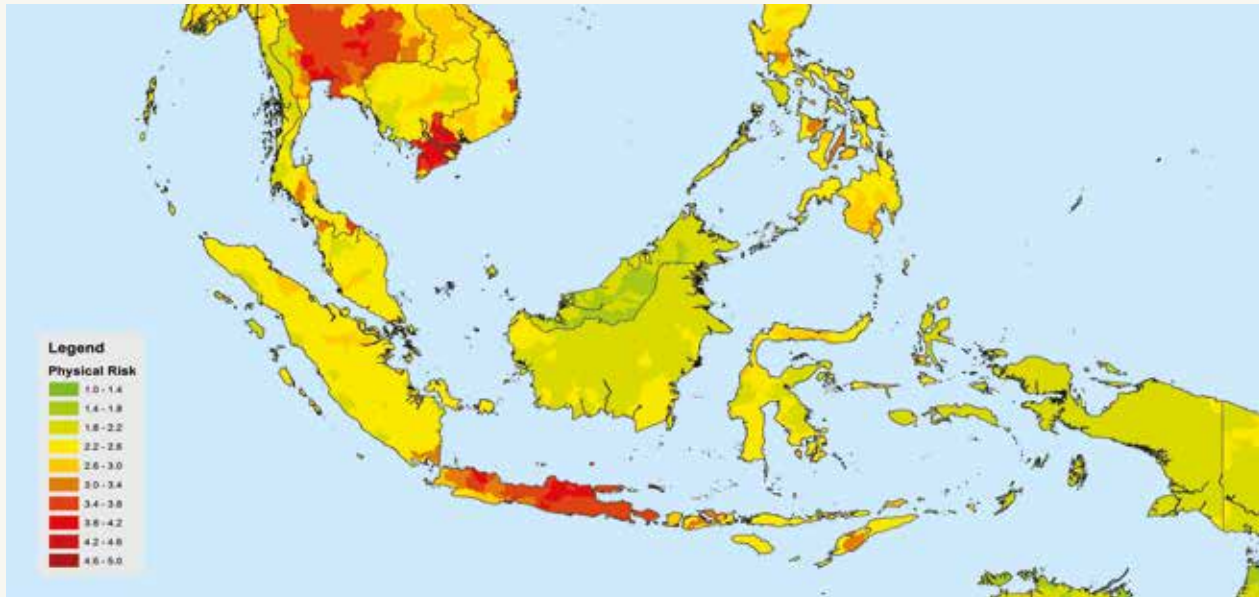 Legend
Physical Risk
1.0 - 1.4
1.4 - 1.8
1.8 - 2.2
2.2 - 2.6
2.6 - 3.0
3.0 - 3.4
3.4 - 3.8
3.8 - 4.2
4.2 - 4.6
4.6 - 5.0